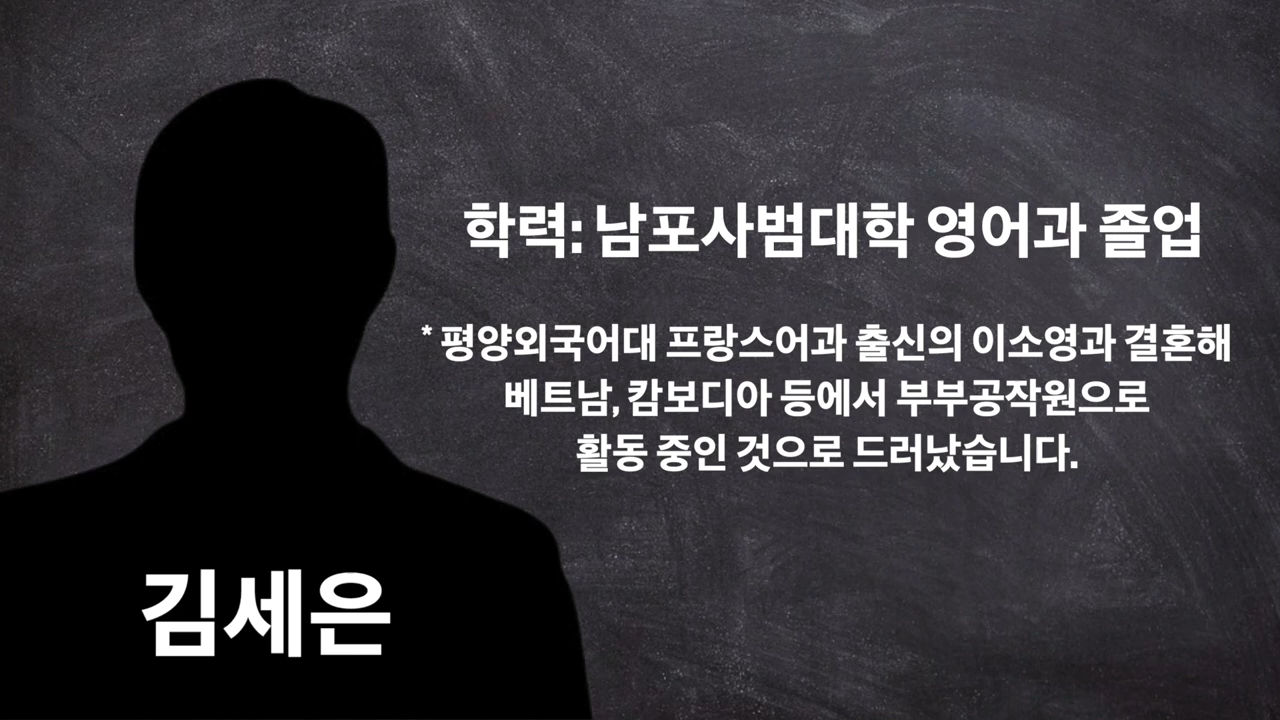 학력: 남포사범대학 영어과 졸업
* 평양외국어대 프랑스어과 출신의 이소영과 결혼해
베트남, 캄보디아 등에서 부부공작원으로
활동 중인 것으로 드러났습니다.
김세은